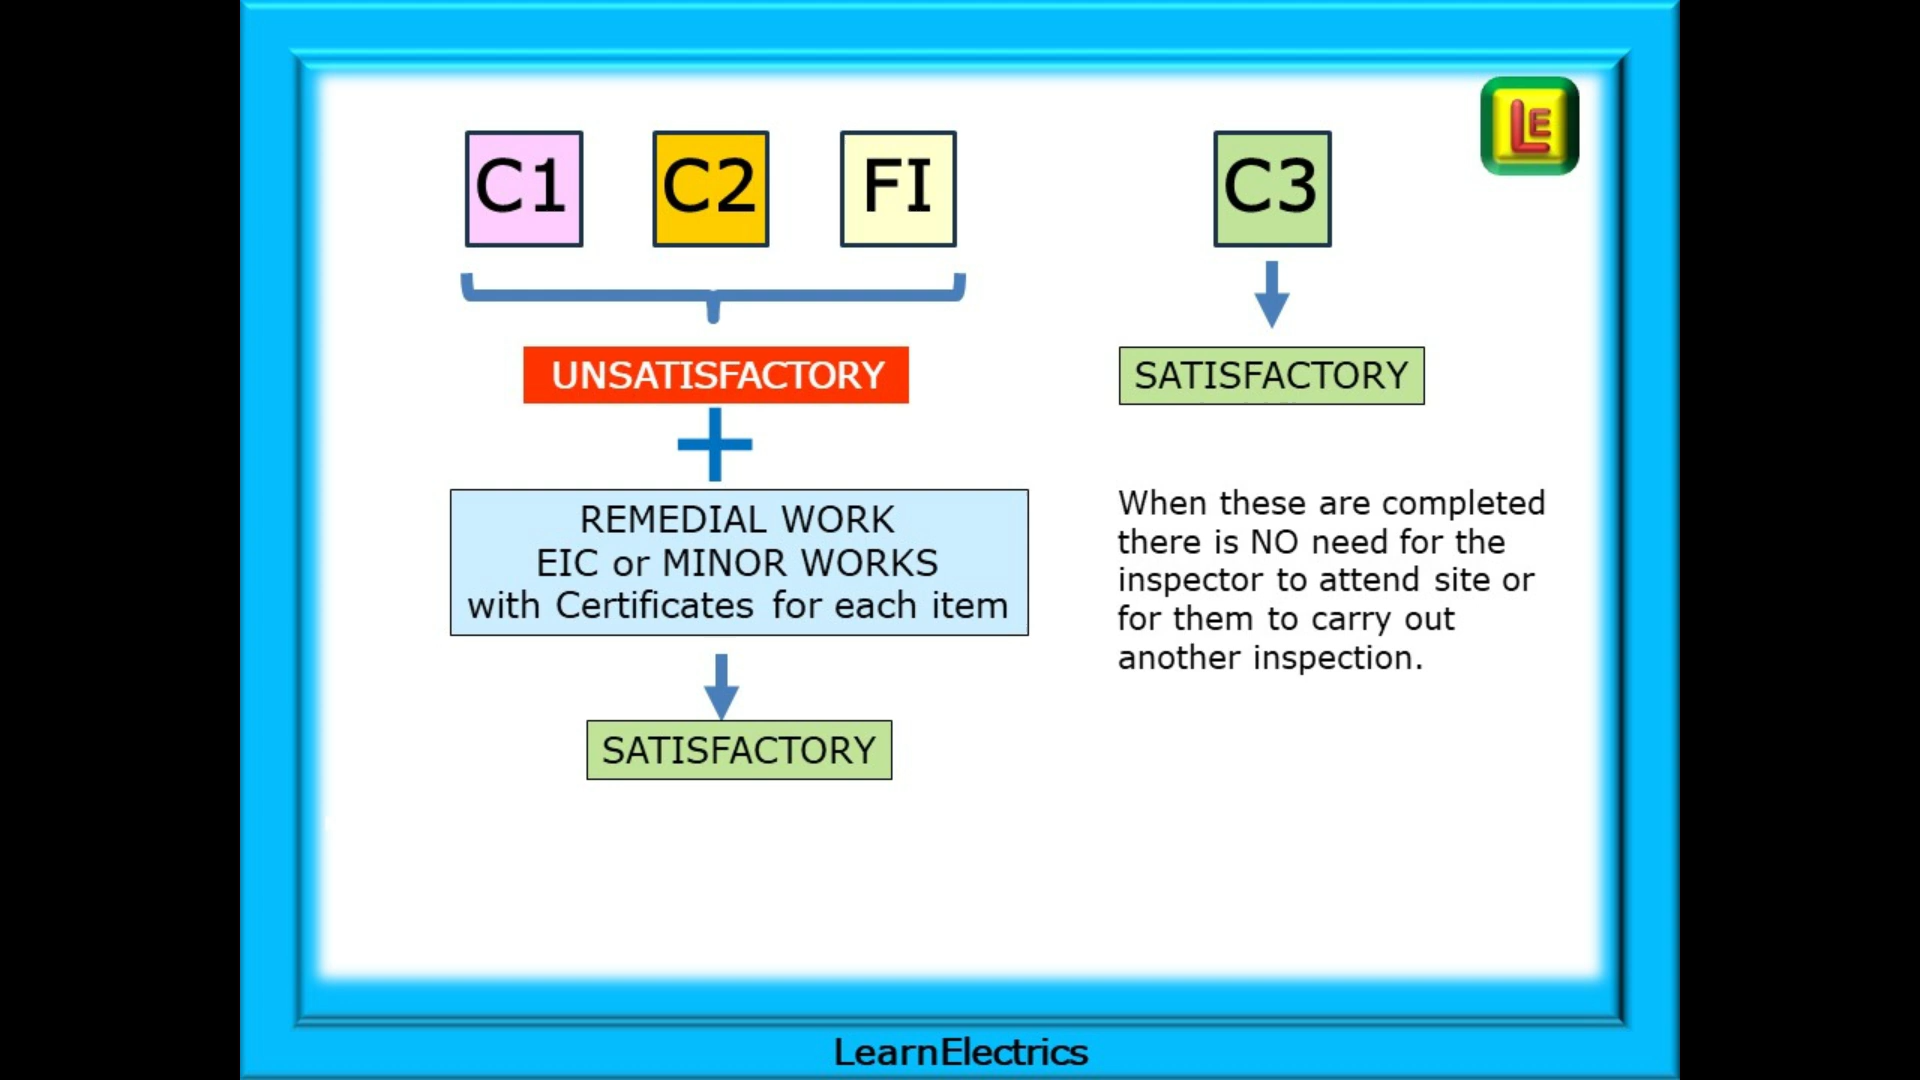 LE
C1 C2 FI C3
UNSATISFACTORY
SATISFACTORY
REMEDIAL WORK
EIC or MINOR WORKS
with Certificates for each item
SATISFACTORY
When these are completed
there is NO need for the
inspector to attend site or
for them to carry out
another inspection.
LearnElectrics